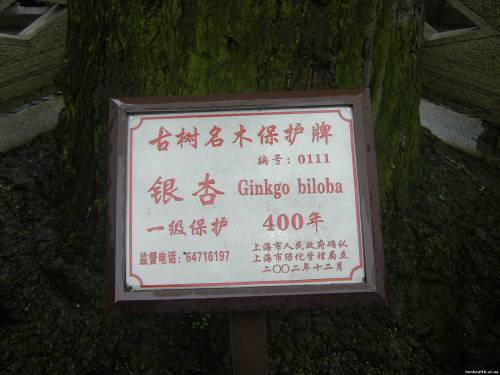 古树名木保护牌
编号：0111
银杏 Ginkgo biloba
一级保护 400年
监督电话：64716197
上海市人民政府确认
上海市绿化管理局立
二〇〇二年十二月